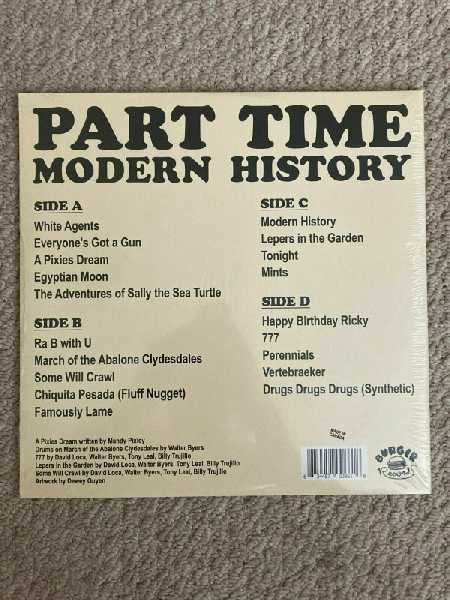 PART TIME
MODERN HISTORY
SIDE A
White Agents
Everyone's Got a Gun
A Pixies Dream
Egyptian Moon
The Adventures of Sally the Sea Turtle
SIDE B
Ra B with U
March of the Abalone Clydesdales
Some Will Crawl
Chiquita Pesada (Fluff Nugget)
Famously Lame
SIDE C
Modern History
Lepers in the Garden
Tonight
Mints
SIDE D
Happy Birthday Ricky
777
Perennials
Vertebraeker
Drugs Drugs Drugs (Synthetic)
A Pixies Dream written by Mandy Pixley
Drums on March of the Abalone Clydesdales by Walter Byers
777 by David Loca, Walter Byers, Tony Leal, Billy Trujillo
Lepers in the Garden by David Loca, Walter Byers, Tony Leal, Billy Trujillo
Some Will Crawl by David Loca, Walter Byers, Tony Leal, Billy Trujillo
Artwork by Dewey
Made in
Canada
BURGER